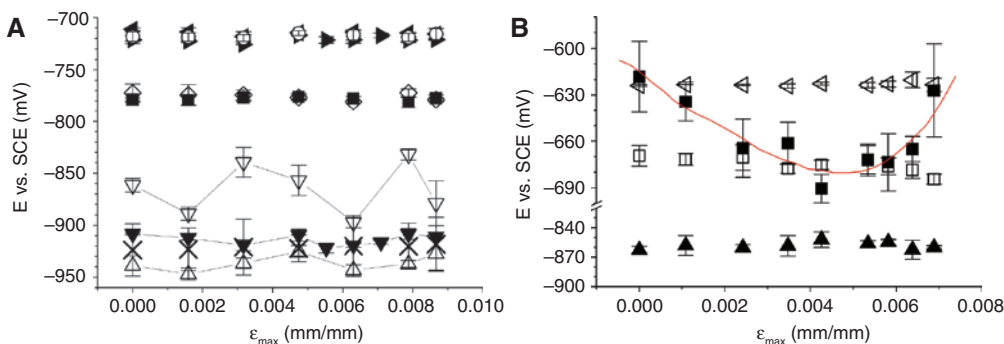 A
−700
−750
−800
−850
−900
−950
E vs. SCE (mV)
0.000 0.002 0.004 0.006 0.008 0.010
εmax (mm/mm)
B
−600
−630
−660
−690
−840
−870
−900
E vs. SCE (mV)
0.000 0.002 0.004 0.006 0.008
εmax (mm/mm)